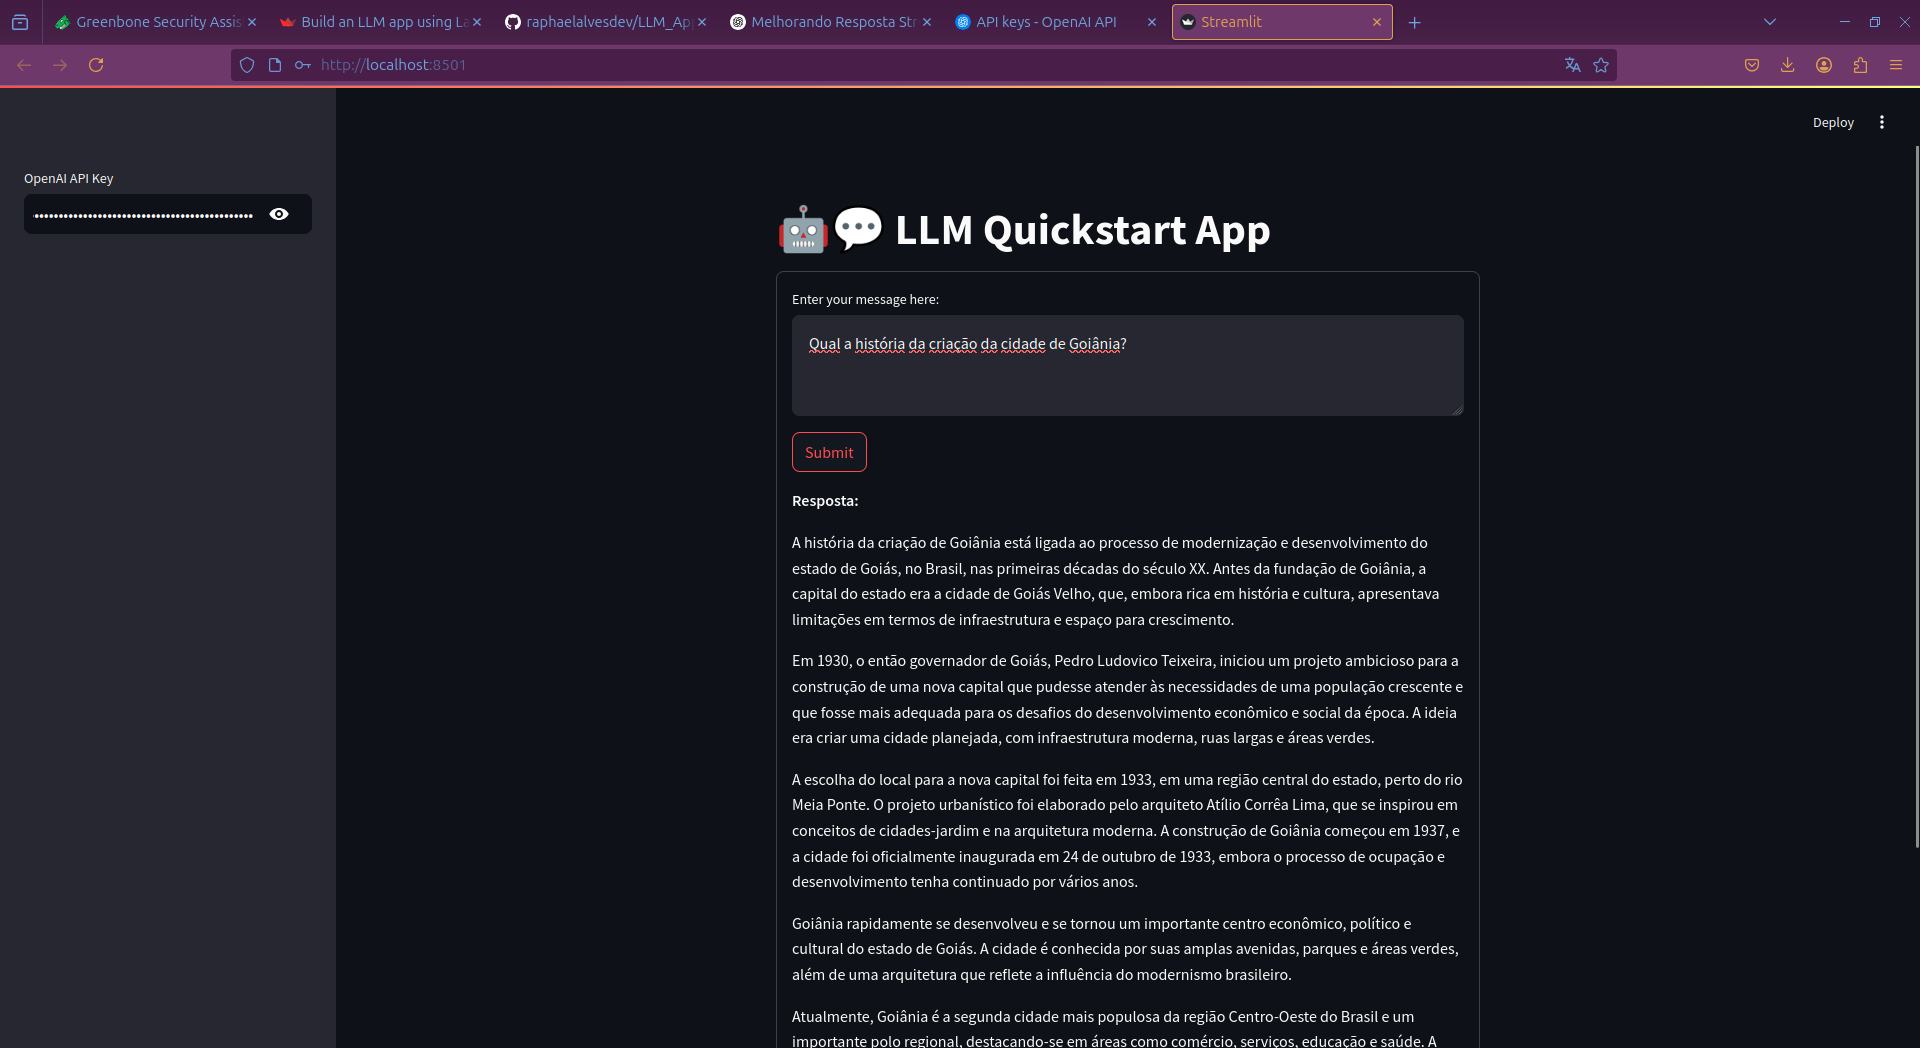 Greenbone Security Assis
Build an LLM app using La
raphaelalvesdev/LLM_Ap
Melhorando Resposta Str
API keys - OpenAI API
Streamlit
http://localhost:8501
Deploy
OpenAI API Key
LLM Quickstart App
Enter your message here:
Qual a história da criação da cidade de Goiânia?
Submit
Resposta:
A história da criação de Goiânia está ligada ao processo de modernização e desenvolvimento do
estado de Goiás, no Brasil, nas primeiras décadas do século XX. Antes da fundação de Goiânia, a
capital do estado era a cidade de Goiás Velho, que, embora rica em história e cultura, apresentava
limitações em termos de infraestrutura e espaço para crescimento.
Em 1930, o então governador de Goiás, Pedro Ludovico Teixeira, iniciou um projeto ambicioso para a
construção de uma nova capital que pudesse atender às necessidades de uma população crescente e
que fosse mais adequada para os desafios do desenvolvimento econômico e social da época. A ideia
era criar uma cidade planejada, com infraestrutura moderna, ruas largas e áreas verdes.
A escolha do local para a nova capital foi feita em 1933, em uma região central do estado, perto do rio
Meia Ponte. O projeto urbanístico foi elaborado pelo arquiteto Atílio Corrêa Lima, que se inspirou em
conceitos de cidades-jardim e na arquitetura moderna. A construção de Goiânia começou em 1937, e
a cidade foi oficialmente inaugurada em 24 de outubro de 1933, embora o processo de ocupação e
desenvolvimento tenha continuado por vários anos.
Goiânia rapidamente se desenvolveu e se tornou um importante centro econômico, político e
cultural do estado de Goiás. A cidade é conhecida por suas amplas avenidas, parques e áreas verdes,
além de uma arquitetura que reflete a influência do modernismo brasileiro.
Atualmente, Goiânia é a segunda cidade mais populosa da região Centro-Oeste do Brasil e um
importante polo regional, destacando-se em áreas como comércio, serviços, educação e saúde. A